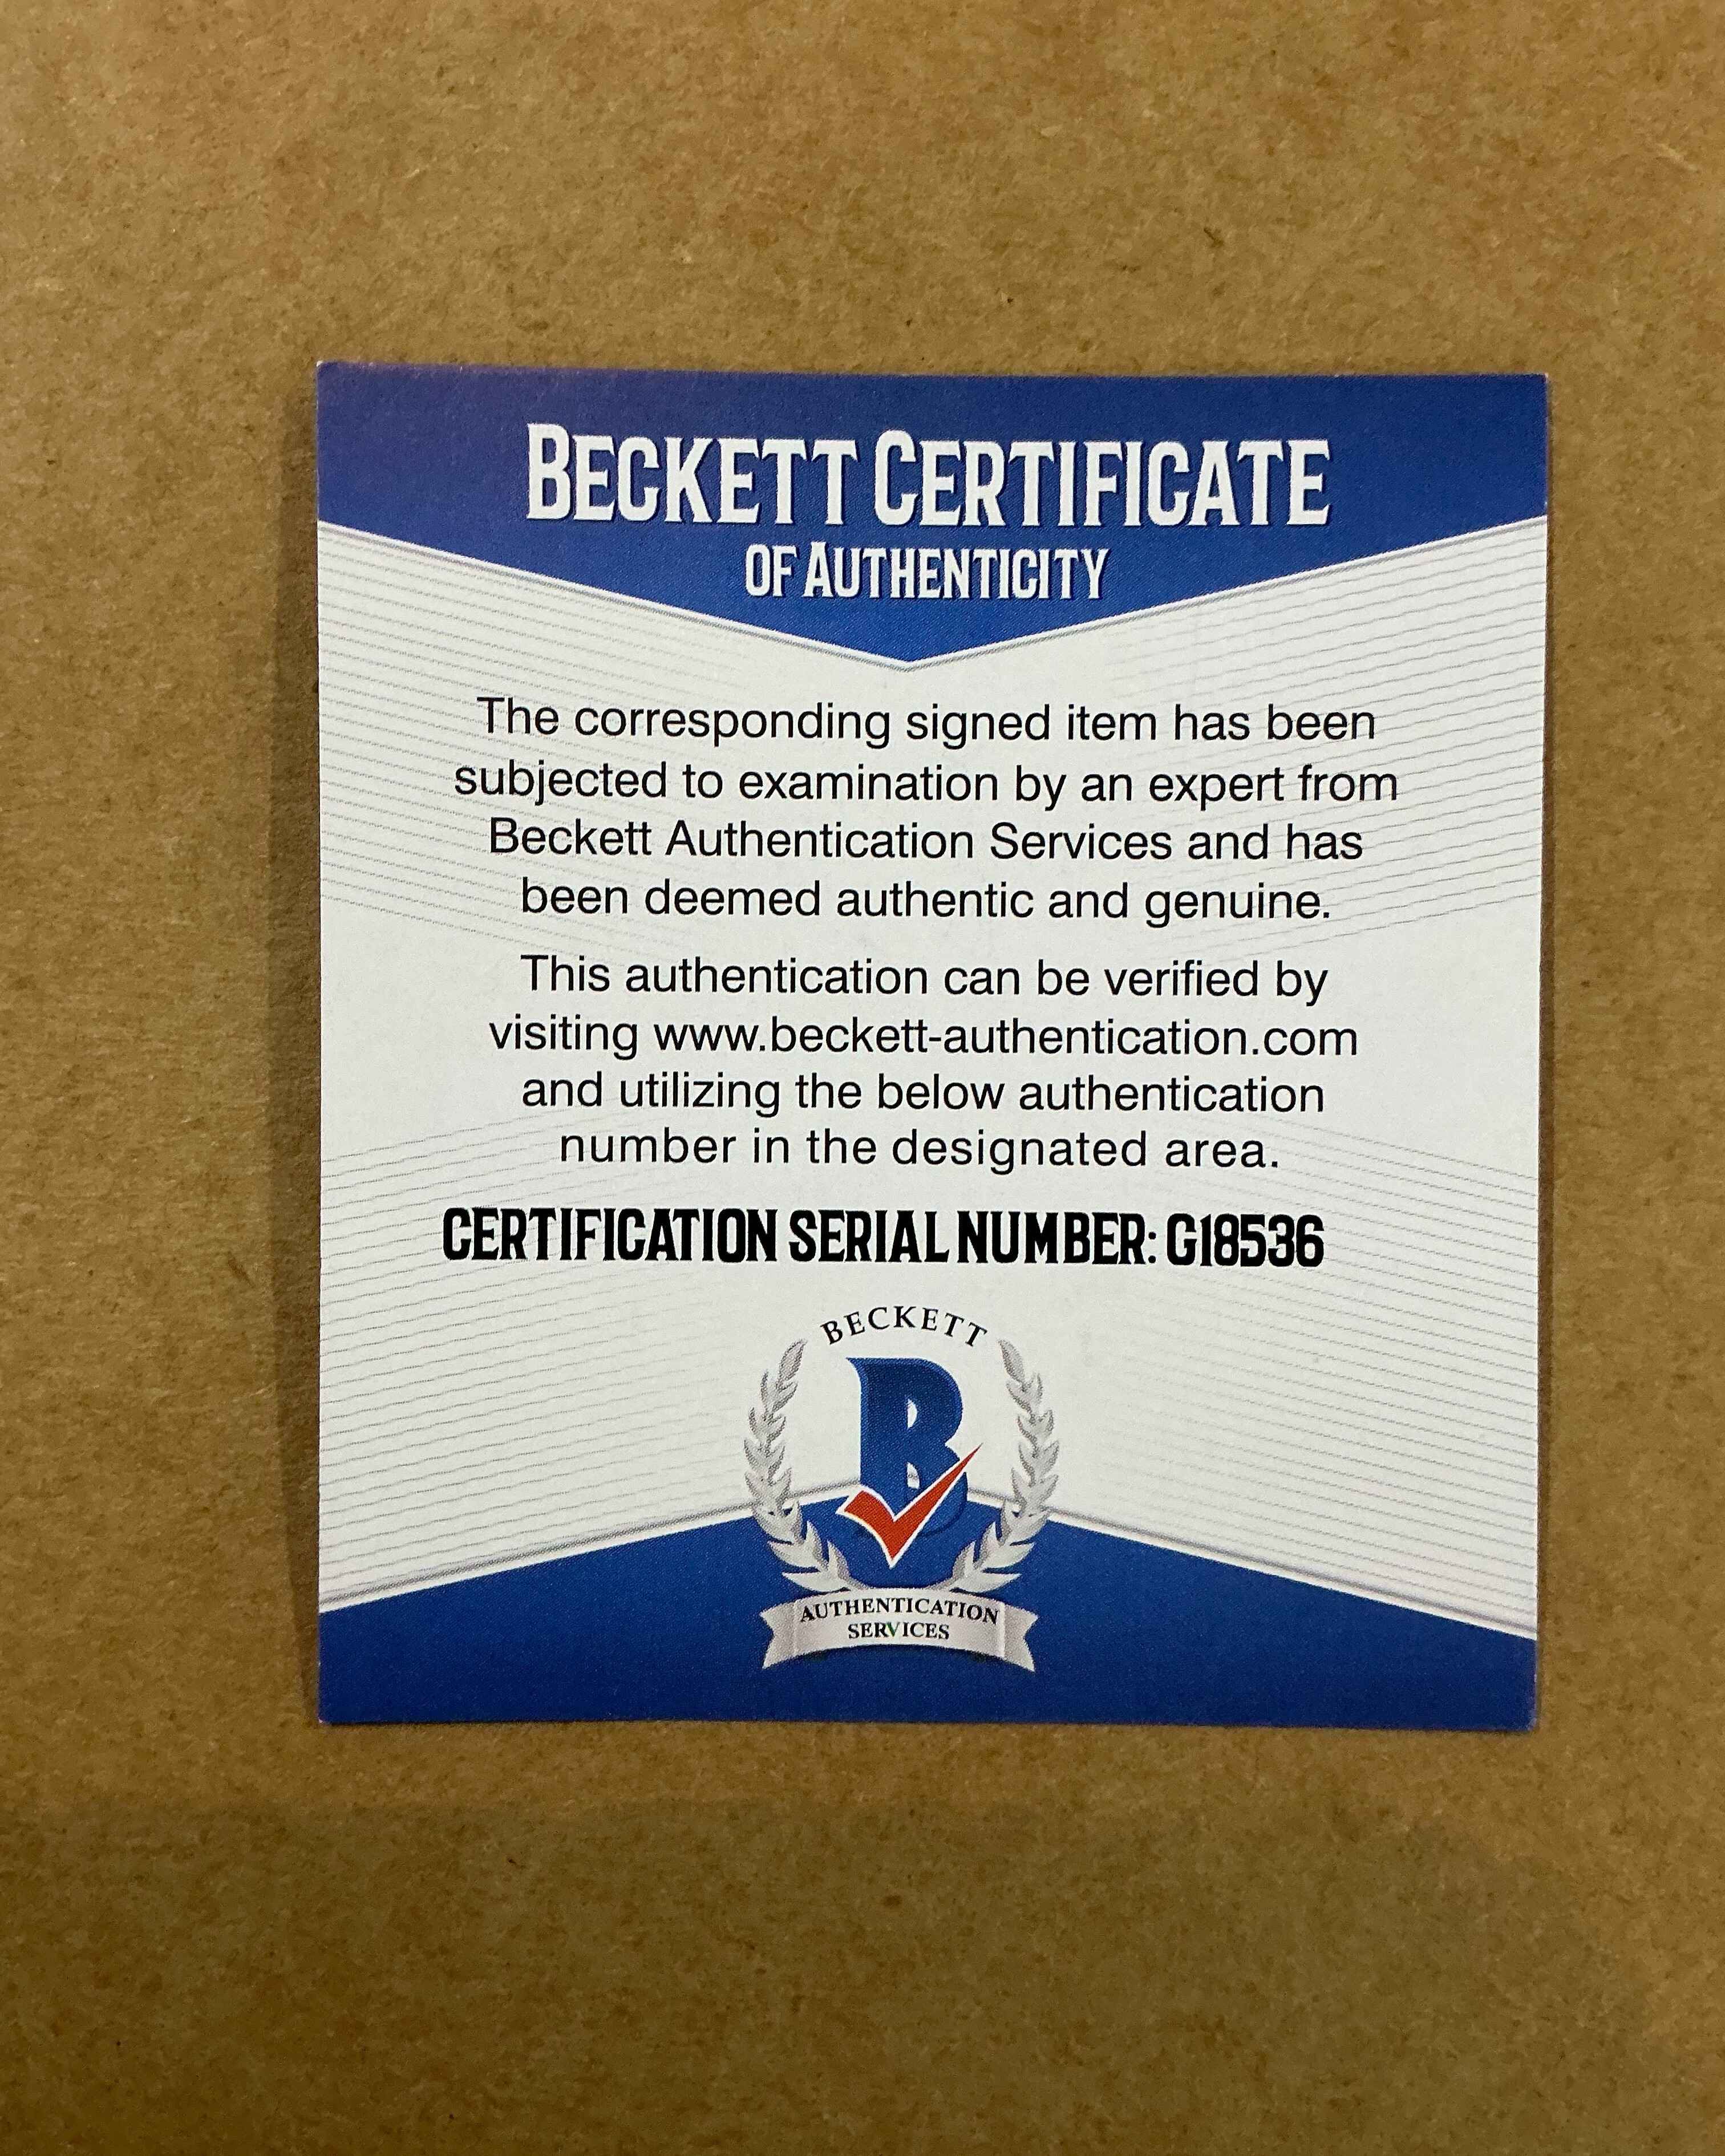 BECKETT CERTIFICATE
OF AUTHENTICITY
The corresponding signed item has been
subjected to examination by an expert from
Beckett Authentication Services and has
been deemed authentic and genuine.
This authentication can be verified by
visiting www.beckett-authentication.com
and utilizing the below authentication
number in the designated area.
CERTIFICATION SERIAL NUMBER: G18536
BECKETT
B
AUTHENTICATION
SERVICES